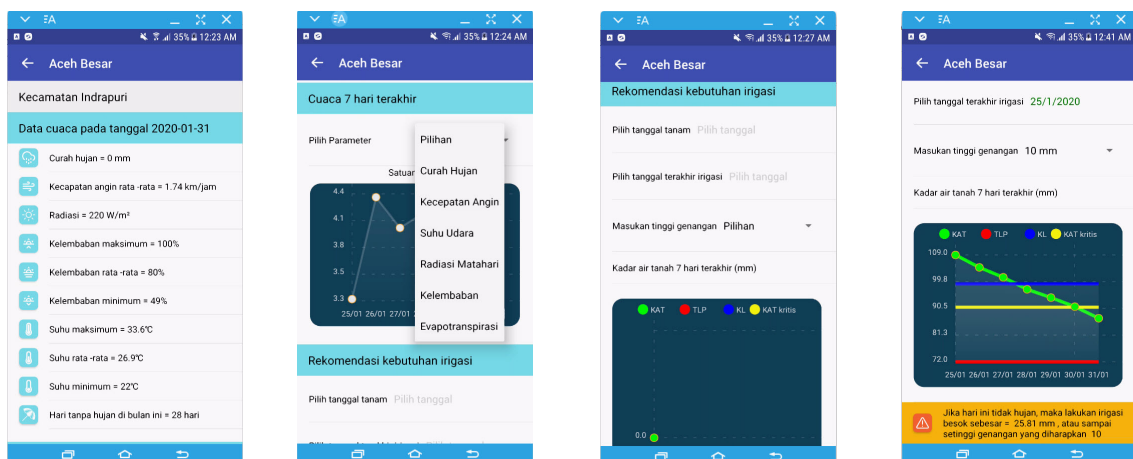 EA
35% 12:23 AM
Aceh Besar
Kecamatan Indrapuri
Data cuaca pada tanggal 2020-01-31
Curah hujan = 0 mm
Kecapatan angin rata -rata = 1.74 km/jam
Radiasi = 220 W/m²
Kelembaban maksimum = 100%
Kelembaban rata -rata = 80%
Kelembaban minimum = 49%
Suhu maksimum = 33.6℃
Suhu rata -rata = 26.9℃
Suhu minimum = 22℃
Hari tanpa hujan di bulan ini = 28 hari
EA
35% 12:24 AM
Aceh Besar
Cuaca 7 hari terakhir
Pilih Parameter
Pilihan
Curah Hujan
Kecepatan Angin
Suhu Udara
Radiasi Matahari
Kelembaban
Evapotranspirasi
Satuan
4.4
4.1
3.8
3.5
3.3
25/01 26/01 27/01
Rekomendasi kebutuhan irigasi
Pilih tanggal tanam Pilih tanggal
EA
35% 12:27 AM
Aceh Besar
Rekomendasi kebutuhan irigasi
Pilih tanggal tanam Pilih tanggal
Pilih tanggal terakhir irigasi Pilih tanggal
Masukan tinggi genangan Pilihan
Kadar air tanah 7 hari terakhir (mm)
KAT TLP KL KAT kritis
0.0
EA
35% 12:41 AM
Aceh Besar
Pilih tanggal terakhir irigasi 25/1/2020
Masukan tinggi genangan 10 mm
Kadar air tanah 7 hari terakhir (mm)
KAT TLP KL KAT kritis
109.0
99.8
90.5
81.3
72.0
25/01 26/01 27/01 28/01 29/01 30/01 31/01
Jika hari ini tidak hujan, maka lakukan irigasi
besok sebesar = 25.81 mm , atau sampai
setinggi genangan yang diharapkan 10